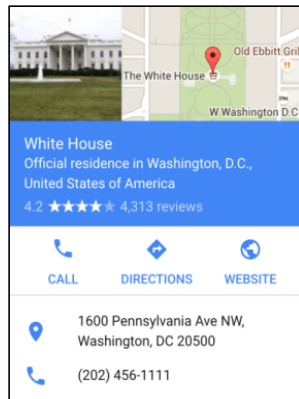 Old Ebbitt Gril
The White House
W Washington D C
White House
Official residence in Washington, D.C.,
United States of America
4.2 ★★★★★ 4,313 reviews
CALL DIRECTIONS WEBSITE
1600 Pennsylvania Ave NW,
Washington, DC 20500
(202) 456-1111